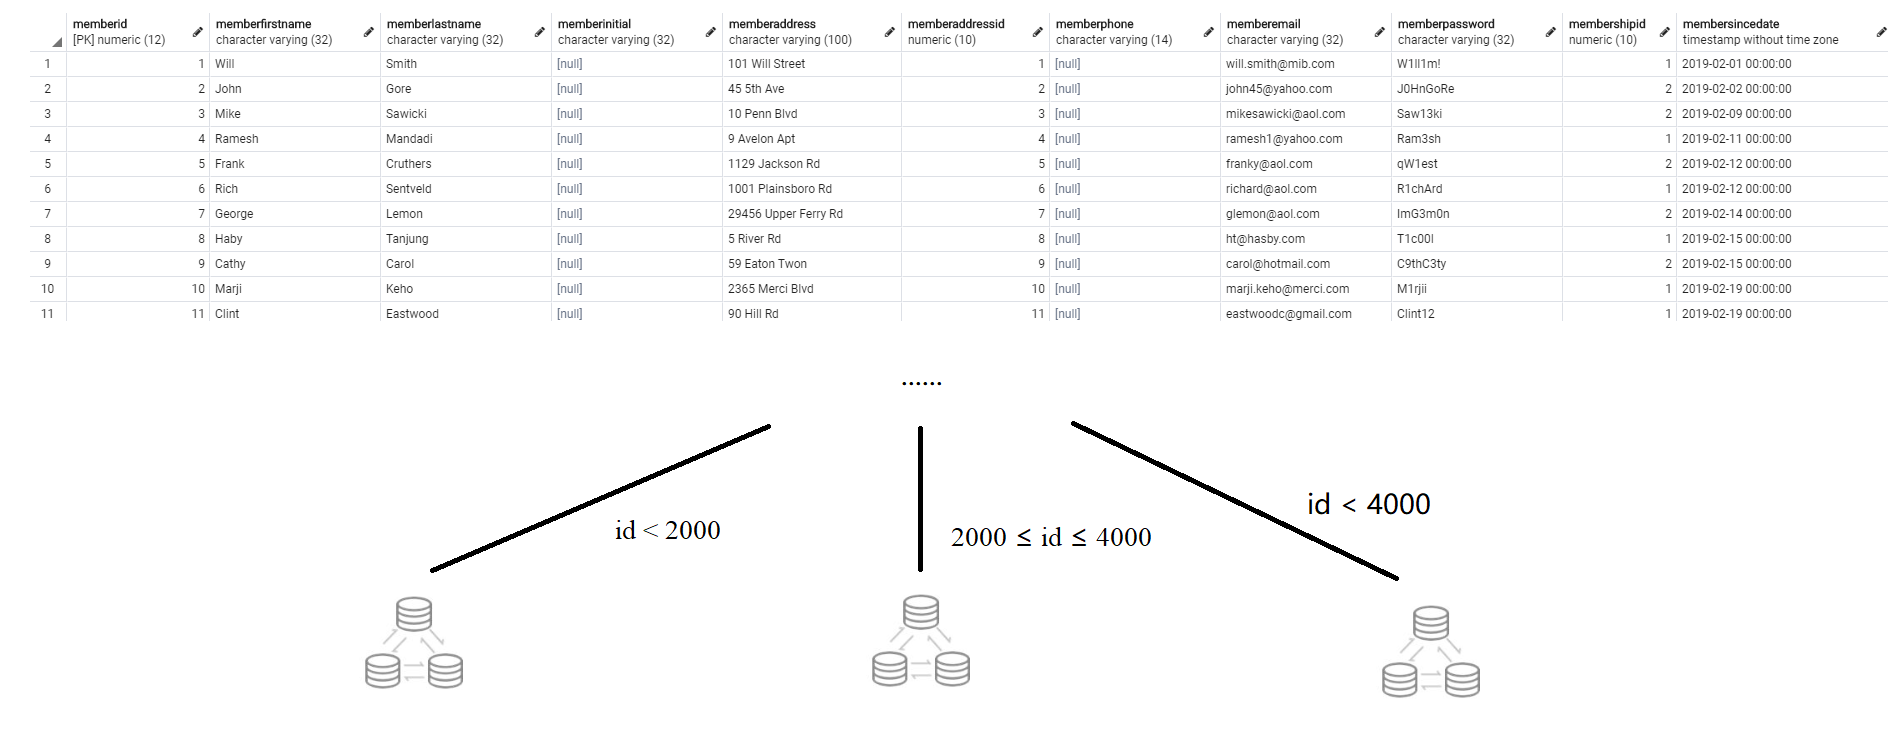 memberid memberfirstname memberlastname memberinitial memberaddress memberaddressid memberphone memberemail memberpassword membershipid membersincedate
[PK] numeric (12) character varying (32) character varying (32) character varying (32) character varying (100) numeric (10) character varying (14) character varying (32) character varying (32) numeric (10) timestamp without time zone
1 1 Will Smith [null] 101 Will Street 1 [null] will.smith@mib.com W1ll1m! 1 2019-02-01 00:00:00
2 2 John Gore [null] 45 5th Ave 2 [null] john45@yahoo.com J0HnGoRe 2 2019-02-02 00:00:00
3 3 Mike Sawicki [null] 10 Penn Blvd 3 [null] mikesawicki@aol.com Saw13ki 2 2019-02-09 00:00:00
4 4 Ramesh Mandadi [null] 9 Avelon Apt 4 [null] ramesh1@yahoo.com Ram3sh 1 2019-02-11 00:00:00
5 5 Frank Cruthers [null] 1129 Jackson Rd 5 [null] franky@aol.com qW1est 2 2019-02-12 00:00:00
6 6 Rich Sentveld [null] 1001 Plainsboro Rd 6 [null] richard@aol.com R1chArd 1 2019-02-12 00:00:00
7 7 George Lemon [null] 29456 Upper Ferry Rd 7 [null] glemon@aol.com lmG3m0n 2 2019-02-14 00:00:00
8 8 Haby Tanjung [null] 5 River Rd 8 [null] ht@hasby.com T1c00l 1 2019-02-15 00:00:00
9 9 Cathy Carol [null] 59 Eaton Twon 9 [null] carol@hotmail.com C9thC3ty 2 2019-02-15 00:00:00
10 10 Marji Keho [null] 2365 Merci Blvd 10 [null] marji.keho@merci.com M1rjii 1 2019-02-19 00:00:00
11 11 Clint Eastwood [null] 90 Hill Rd 11 [null] eastwoodc@gmail.com Clint12 1 2019-02-19 00:00:00
......
id < 2000
2000 ≤ id ≤ 4000
id < 4000